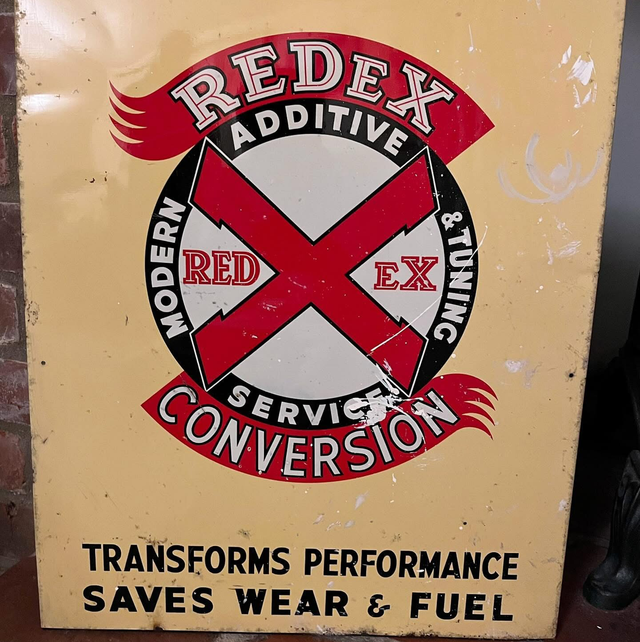 REDEX
ADDITIVE
MODERN
& TUNING
RED EX
SERVICE
CONVERSION
TRANSFORMS PERFORMANCE
SAVES WEAR & FUEL